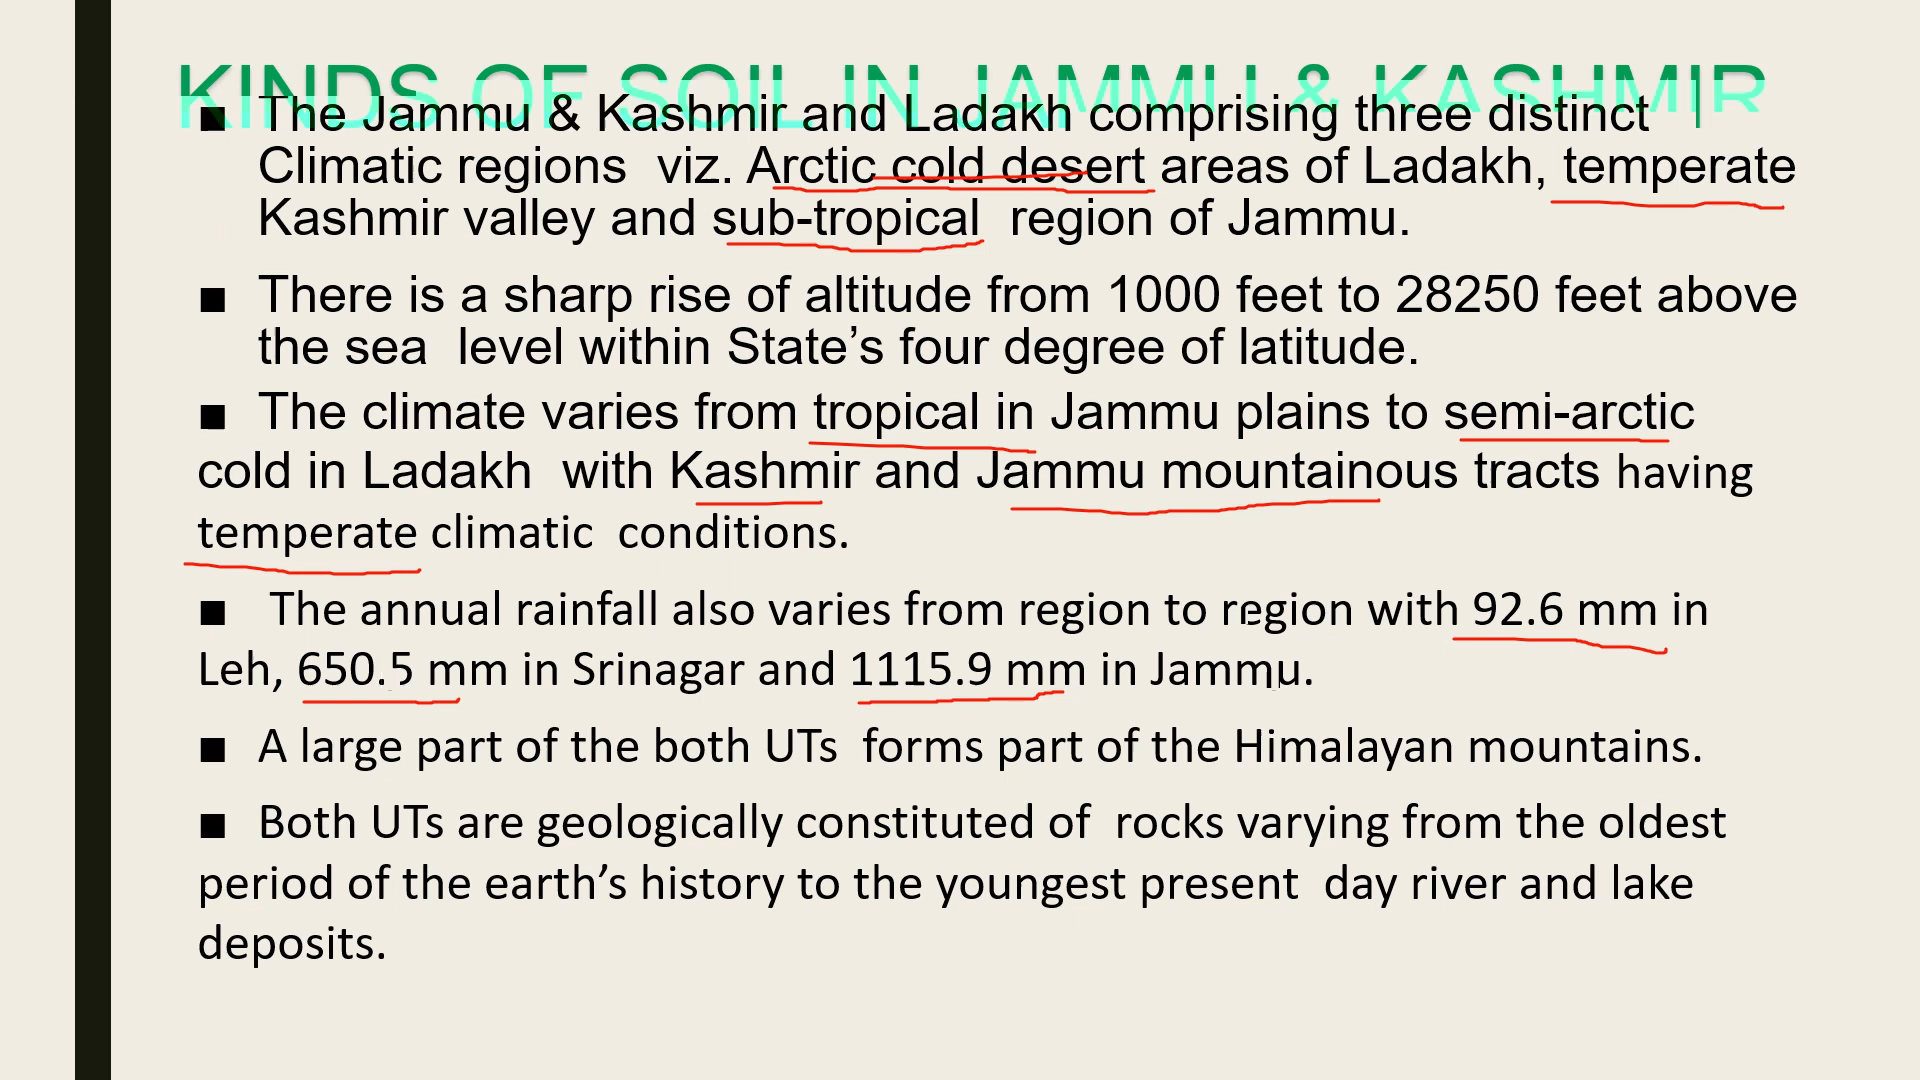 KINDS OF SOIL IN JAMMU & KASHMIR
■ The Jammu & Kashmir and Ladakh comprising three distinct
Climatic regions viz. Arctic cold desert areas of Ladakh, temperate
Kashmir valley and sub-tropical region of Jammu.
■ There is a sharp rise of altitude from 1000 feet to 28250 feet above
the sea level within State’s four degree of latitude.
■ The climate varies from tropical in Jammu plains to semi-arctic
cold in Ladakh with Kashmir and Jammu mountainous tracts having
temperate climatic conditions.
■ The annual rainfall also varies from region to region with 92.6 mm in
Leh, 650.5 mm in Srinagar and 1115.9 mm in Jammu.
■ A large part of the both UTs forms part of the Himalayan mountains.
■ Both UTs are geologically constituted of rocks varying from the oldest
period of the earth’s history to the youngest present day river and lake
deposits.